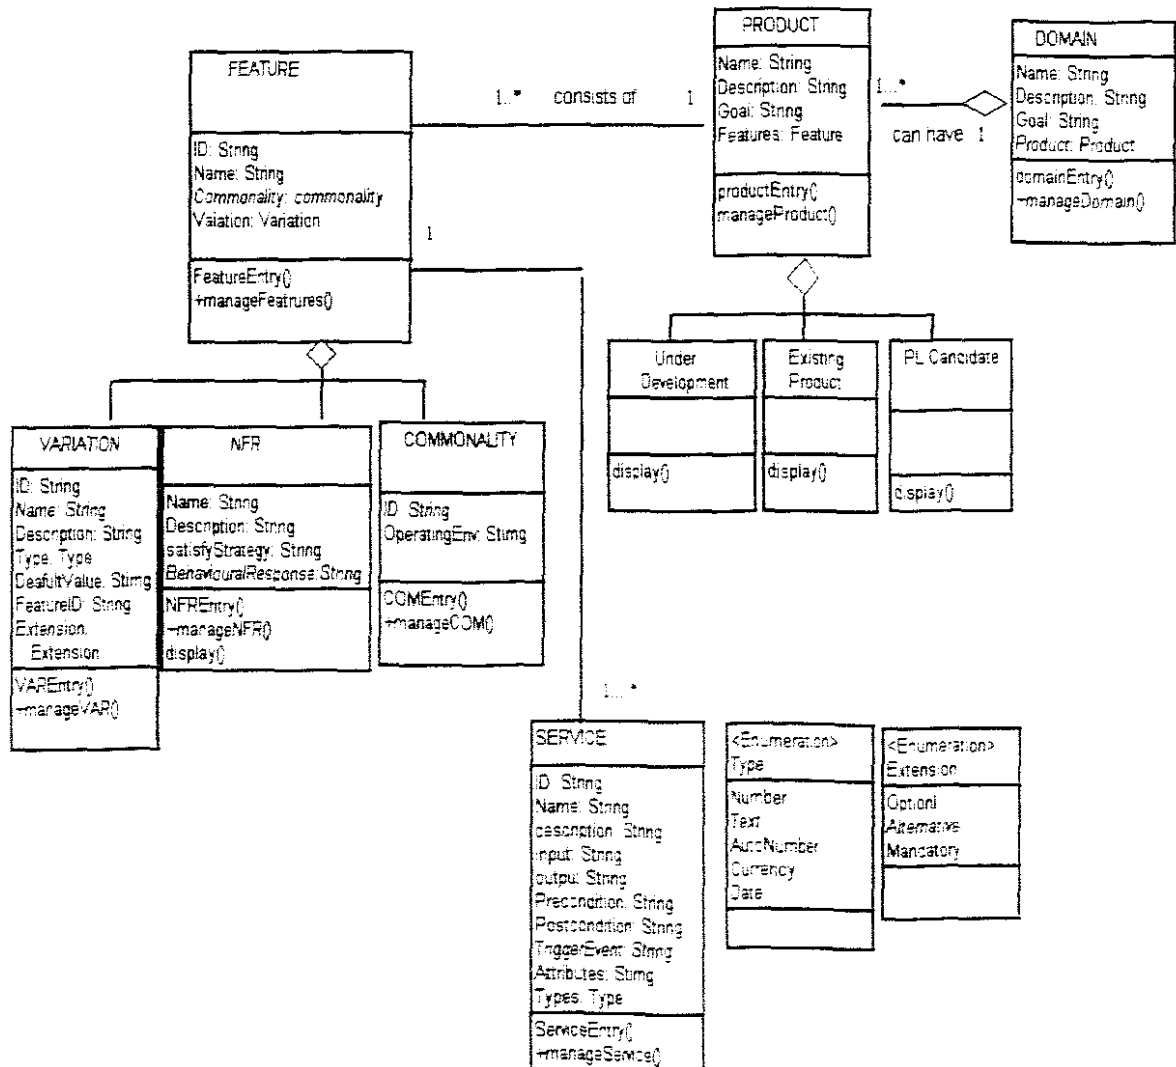 PRODUCT
Name: String
Description: String
Goal: String
Features: Feature
productEntry()
manageProduct()
DOMAIN
Name: String
Description: String
Goal: String
Product: Product
domainEntry()
+manageDomain()
1...*
can have 1
FEATURE
ID: String
Name: String
Commonality: commonality
Vaiation: Variation
FeatureEntry()
+manageFeatrures()
1..* consists of 1
1
Under
Development
display()
Existing
Product
display()
PL Candidate
display()
VARIATION
ID: String
Name: String
Description: String
Type: Type
DeafultValue: Stirng
FeatureID: String
Extension:
Extension
VAREntry()
+manageVAR()
NFR
Name: String
Description: String
satisfyStrategy: String
BehaviouralResponse:String
NFREntry()
+manageNFR()
display()
COMMONALITY
ID: String
OperatingEnv: Stirng
COMEntry()
+manageCOM()
1...*
SERVICE
ID: String
Name: String
description: String
input: String
output: String
Precondition: String
Postcondition: String
TriggerEvent: String
Attributes: Stirng
Types: Type
ServiceEntry()
+manageService()
<Enumeration>
Type
Number
Text
AutoNumber
Currency
Date
<Enumeration>
Extension
Optionl
Alternative
Mandatory